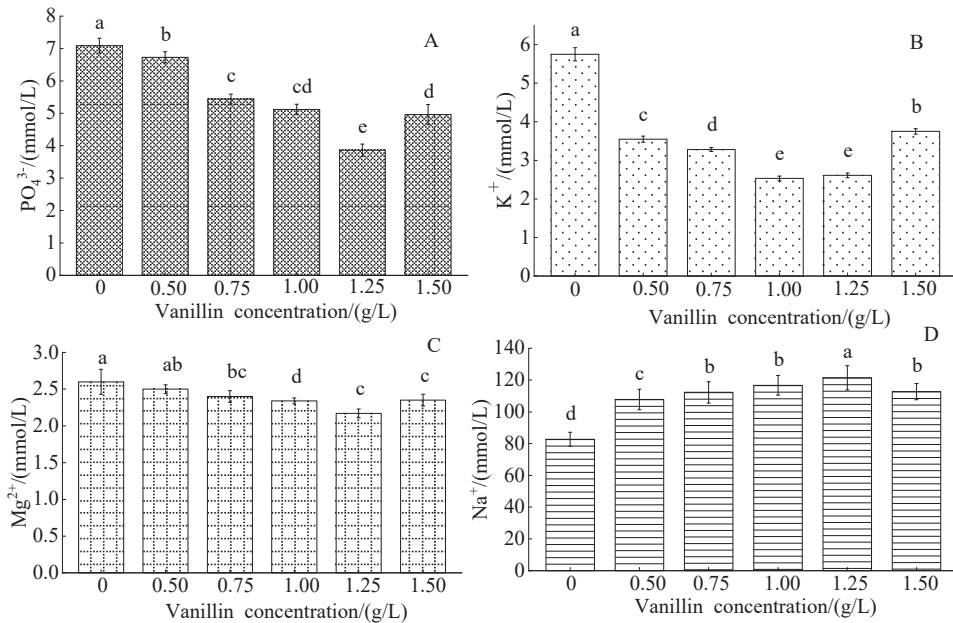 A
PO₄³⁻/(mmol/L)
8
7
6
5
4
3
2
1
0
a
b
c
cd
e
d
0 0.50 0.75 1.00 1.25 1.50
Vanillin concentration/(g/L)
B
K⁺/(mmol/L)
6
5
4
3
2
1
0
a
c
d
e
e
b
0 0.50 0.75 1.00 1.25 1.50
Vanillin concentration/(g/L)
C
Mg²⁺/(mmol/L)
3.0
2.5
2.0
1.5
1.0
0.5
0.0
a
ab
bc
d
c
c
0 0.50 0.75 1.00 1.25 1.50
Vanillin concentration/(g/L)
D
Na⁺/(mmol/L)
140
120
100
80
60
40
20
0
d
c
b
b
a
b
0 0.50 0.75 1.00 1.25 1.50
Vanillin concentration/(g/L)